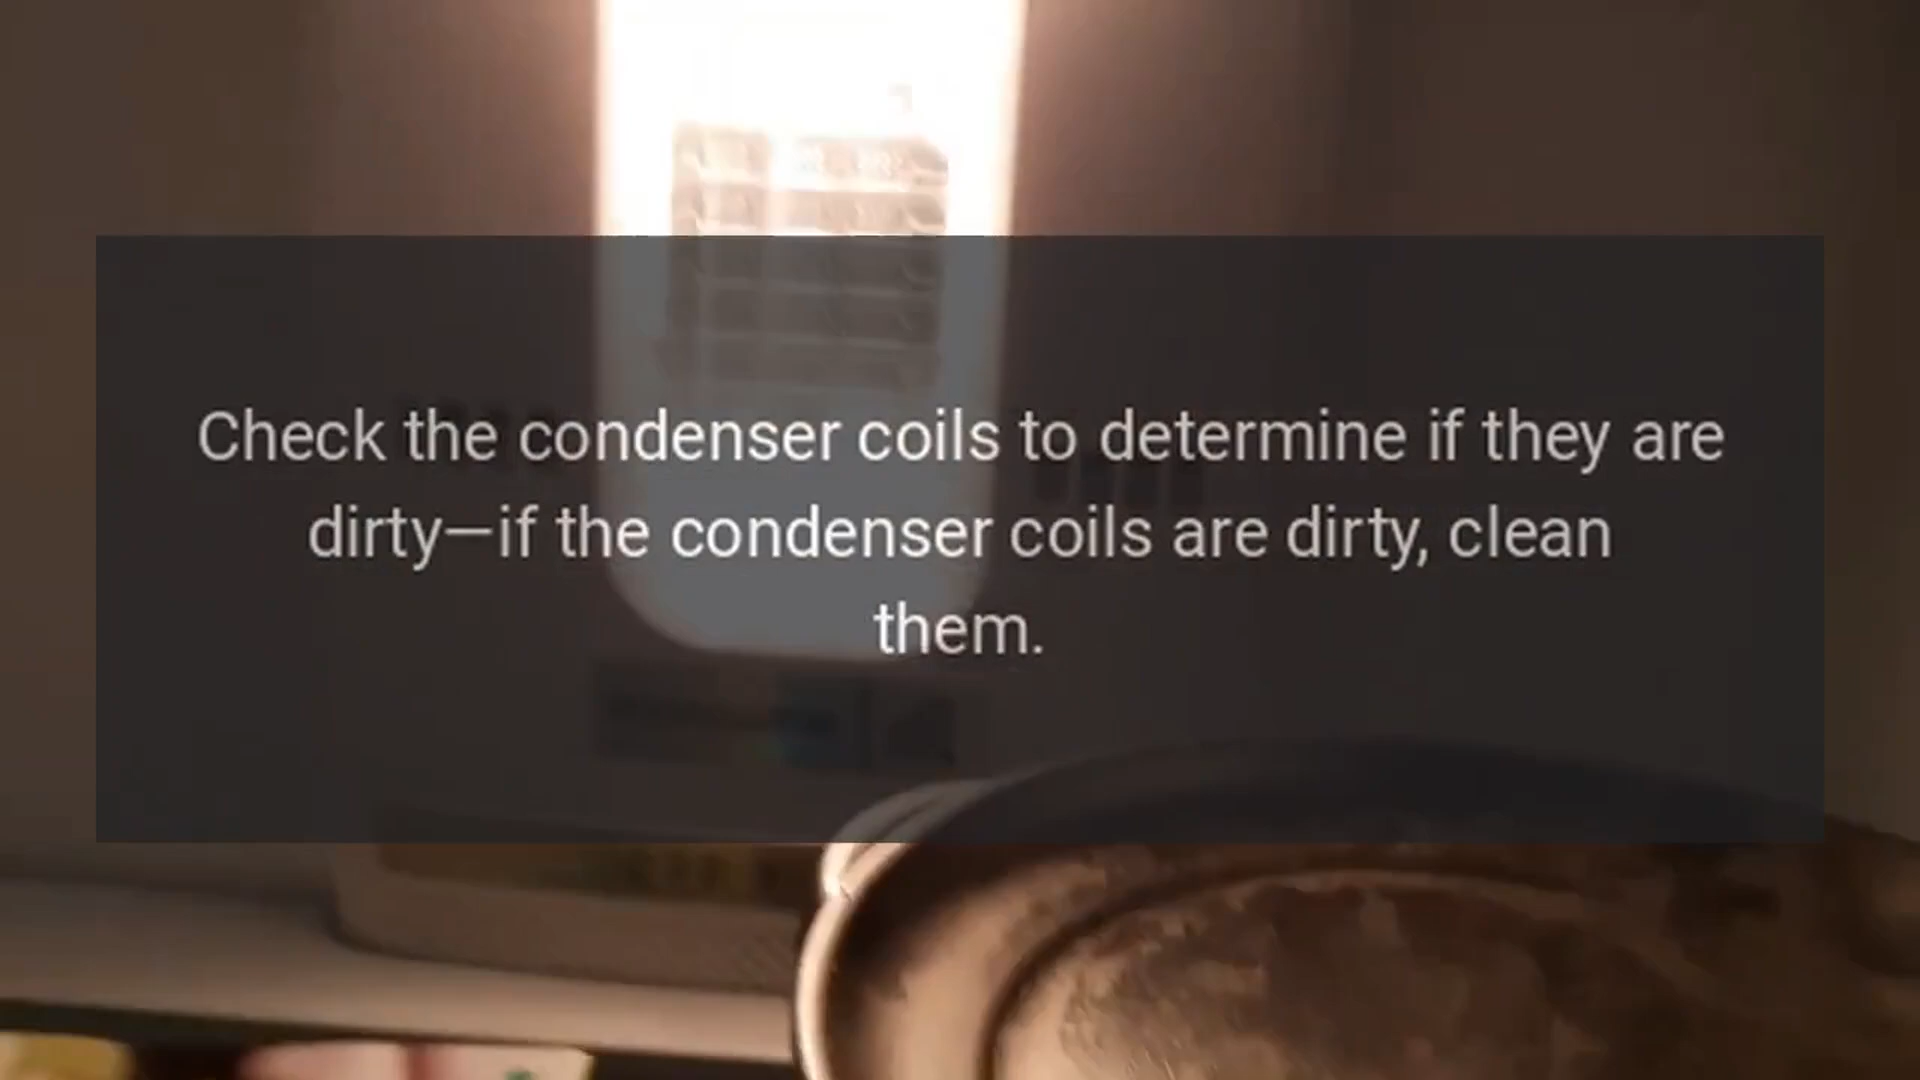 Check the condenser coils to determine if they are
dirty—if the condenser coils are dirty, clean
them.